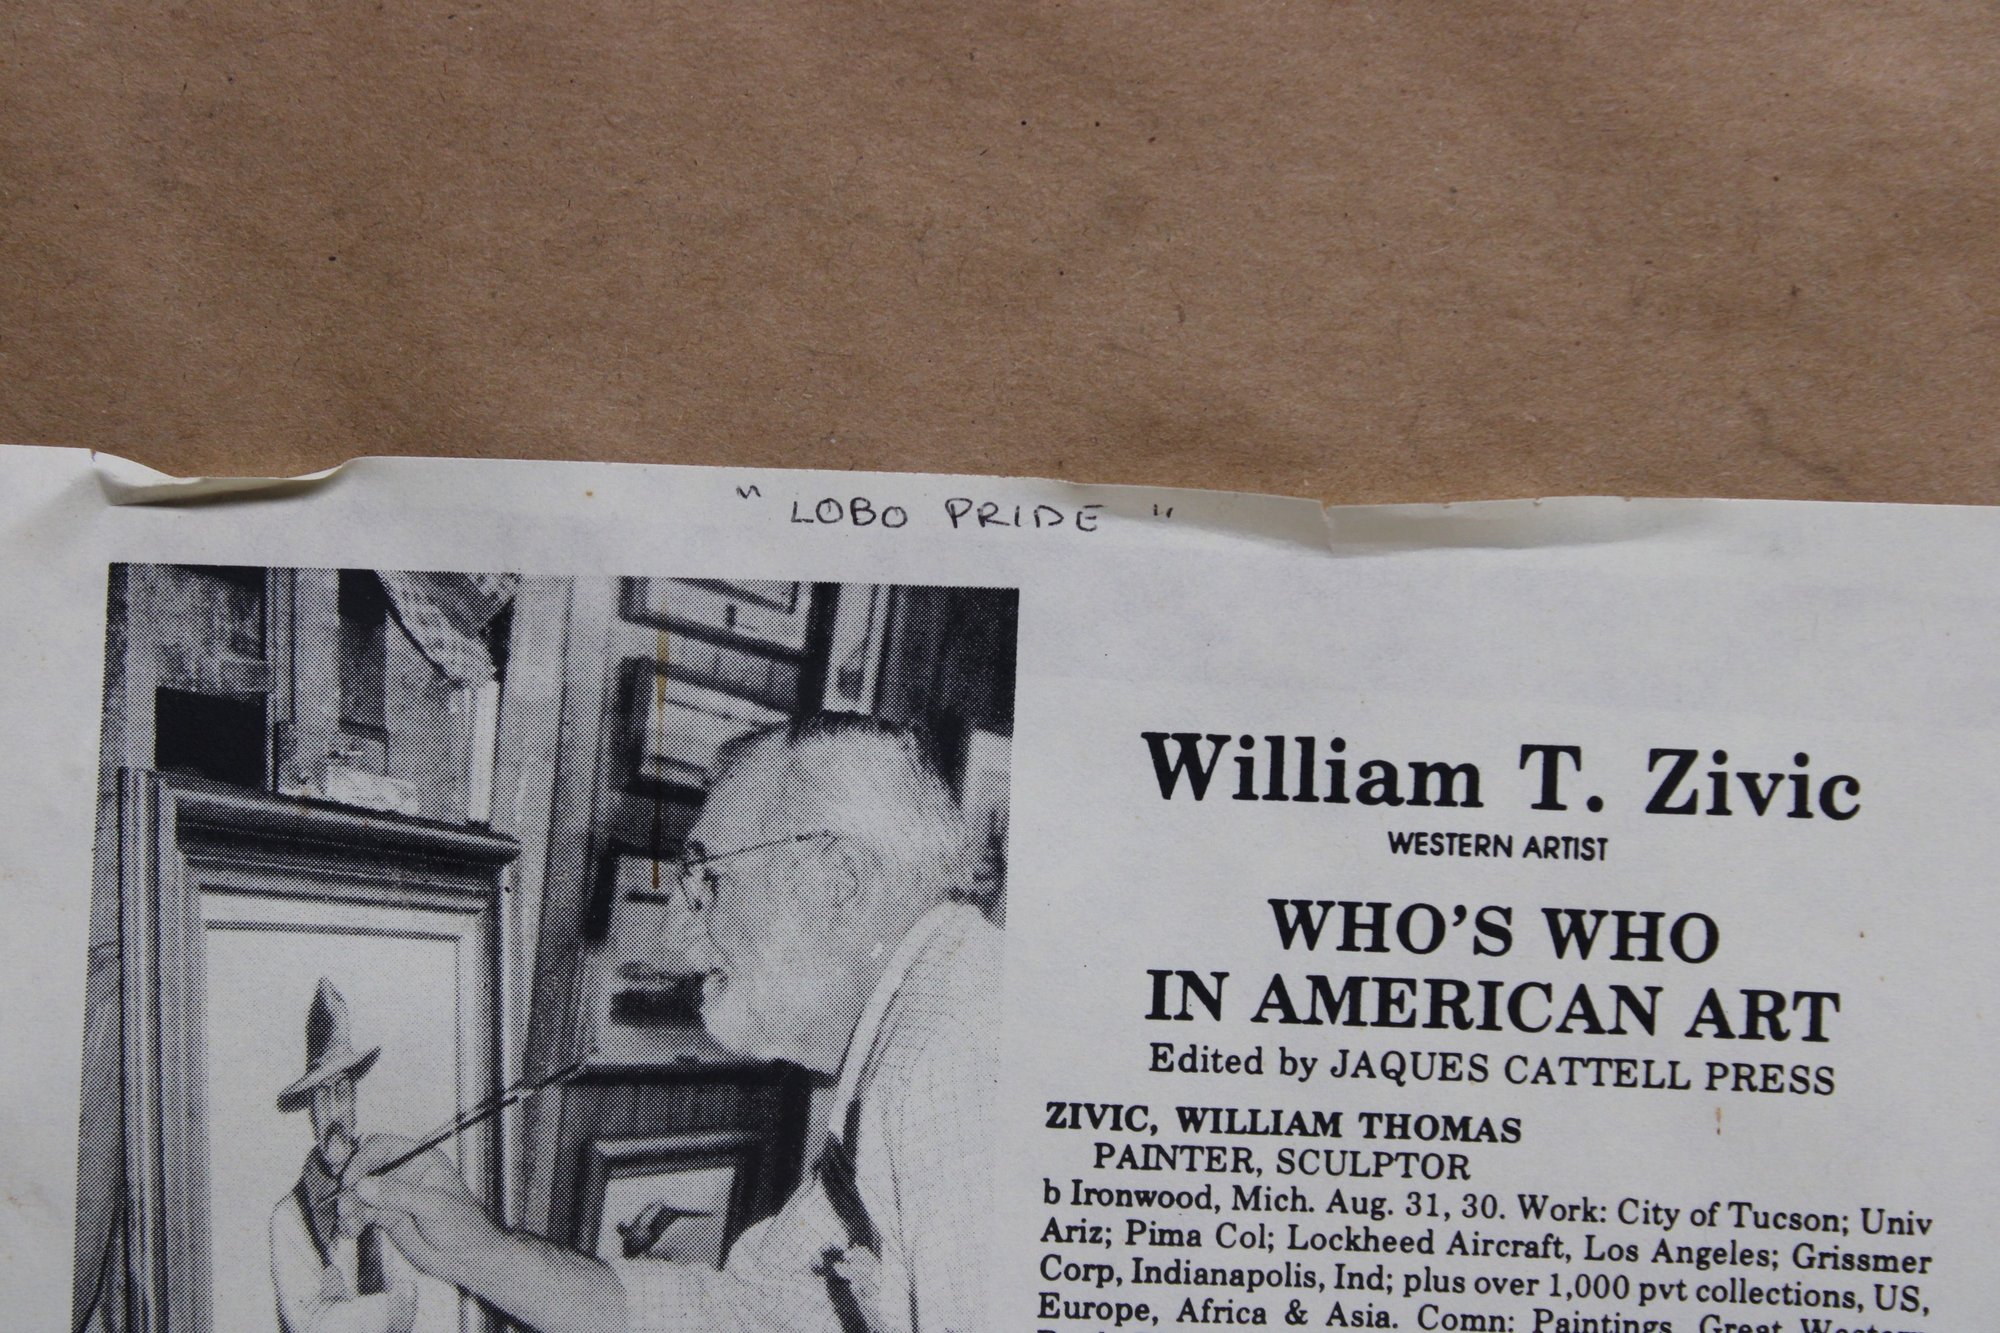 " LOBO PRIDE "
William T. Zivic
WESTERN ARTIST
WHO'S WHO
IN AMERICAN ART
Edited by JAQUES CATTELL PRESS
ZIVIC, WILLIAM THOMAS
PAINTER, SCULPTOR
b Ironwood, Mich. Aug. 31, 30. Work: City of Tucson; Univ
Ariz; Pima Col; Lockheed Aircraft, Los Angeles; Grissmer
Corp, Indianapolis, Ind; plus over 1,000 pvt collections, US,
Europe, Africa & Asia. Comn: Paintings, Great Western